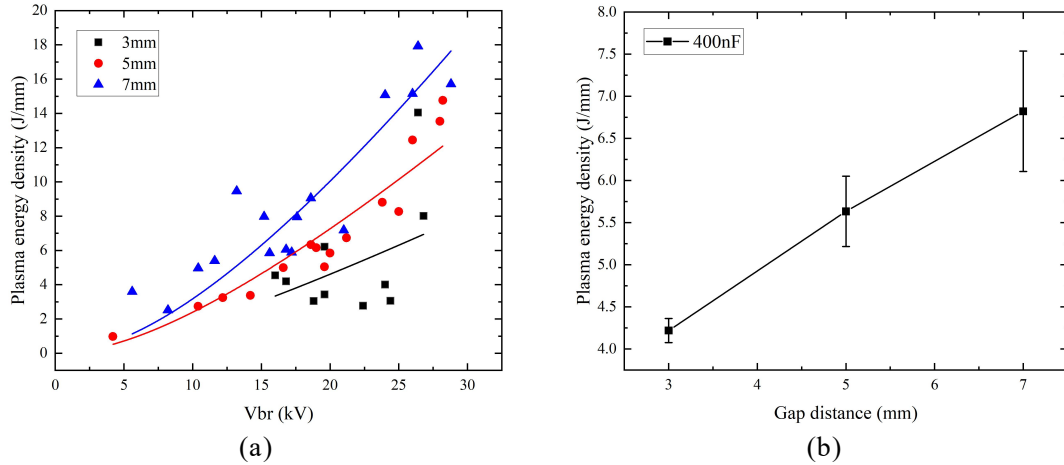 (a)
3mm
5mm
7mm
Plasma energy density (J/mm)
18
16
14
12
10
8
6
4
2
0
0 5 10 15 20 25 30
Vbr (kV)
(a)
(b)
400nF
Plasma energy density (J/mm)
8.0
7.5
7.0
6.5
6.0
5.5
5.0
4.5
4.0
3 4 5 6 7
Gap distance (mm)
(b)